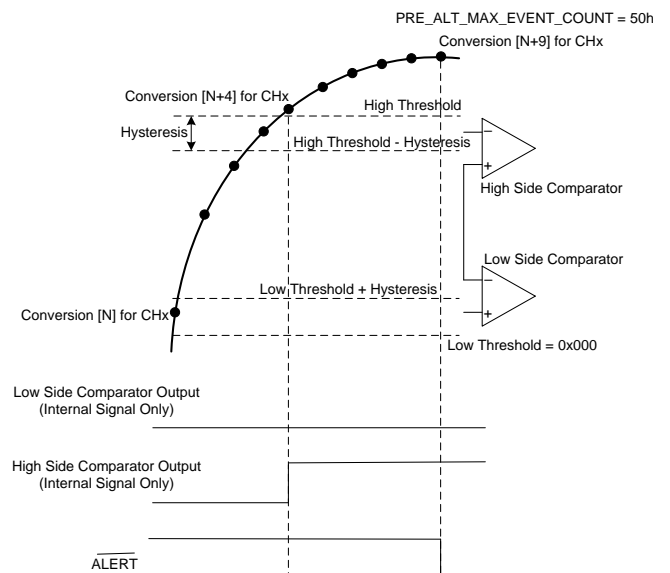 PRE_ALT_MAX_EVENT_COUNT = 50h
Conversion [N+9] for CHx
Conversion [N+4] for CHx
High Threshold
Hysteresis
High Threshold - Hysteresis
−
+
High Side Comparator
Low Side Comparator
−
+
Low Threshold + Hysteresis
Conversion [N] for CHx
Low Threshold = 0x000
Low Side Comparator Output
(Internal Signal Only)
High Side Comparator Output
(Internal Signal Only)
ALERT